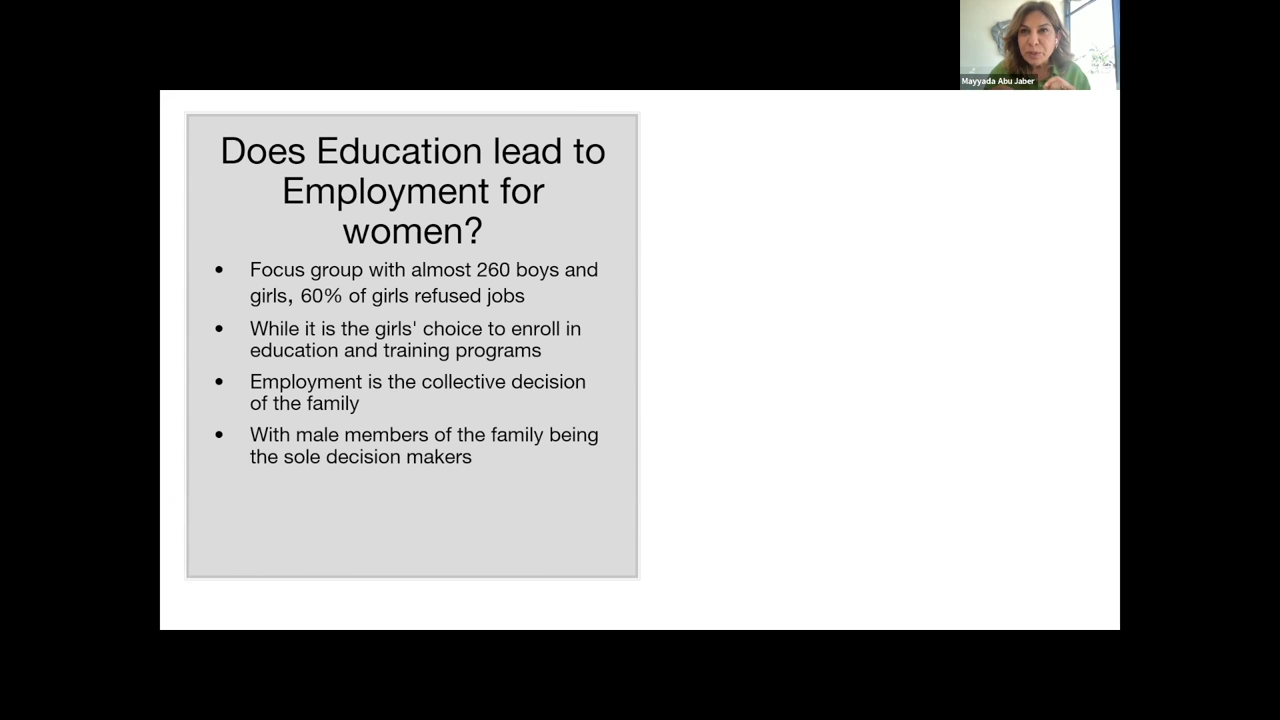 Mayyada Abu Jaber
Does Education lead to
Employment for
women?
• Focus group with almost 260 boys and
girls, 60% of girls refused jobs
• While it is the girls' choice to enroll in
education and training programs
• Employment is the collective decision
of the family
• With male members of the family being
the sole decision makers